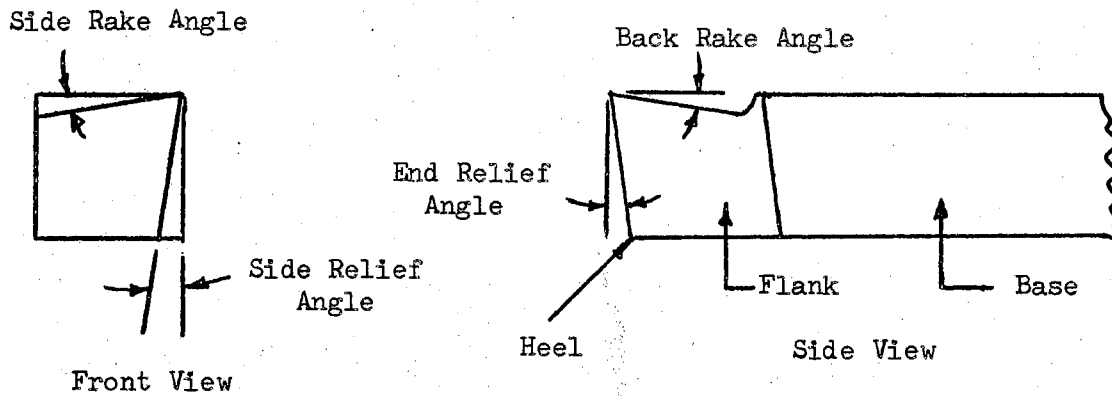 Side Rake Angle
Back Rake Angle
End Relief
Angle
Side Relief
Angle
Flank
Base
Heel
Side View
Front View